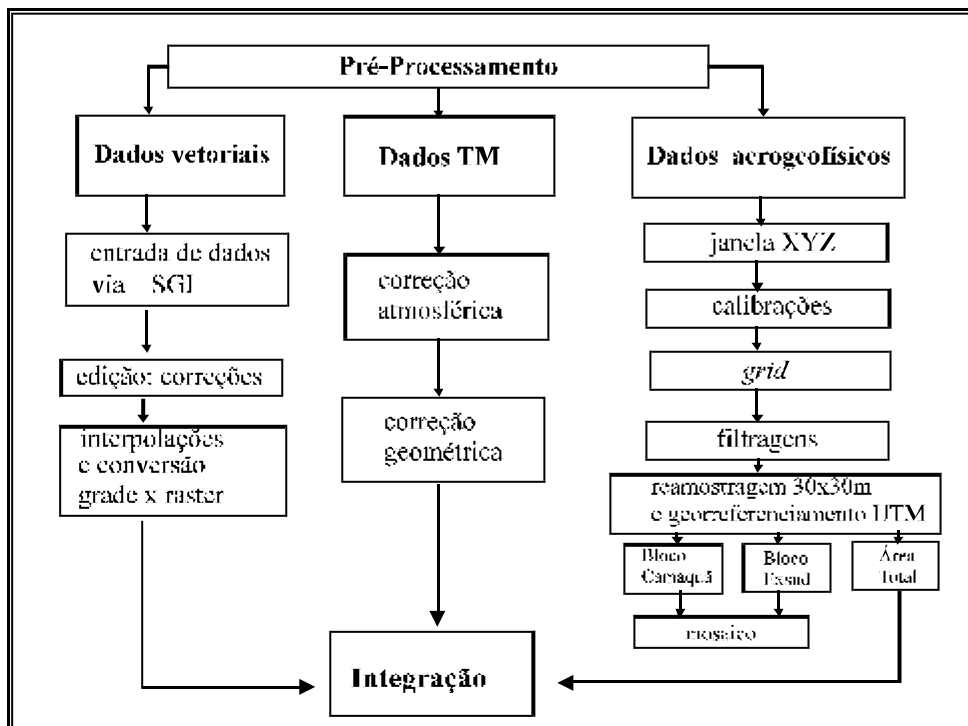 Pré-Processamento
Dados vetoriais
Dados TM
Dados aerogeofísicos
entrada de dados
via SGI
edição: correções
interpolações
e conversão
grade x raster
correção
atmosférica
correção
geométrica
janela XYZ
calibrações
grid
filtragens
reamostragem 30x30m
e georreferenciamento UTM
Bloco
Camaquã
Bloco
Área
Total
mosaico
Integração